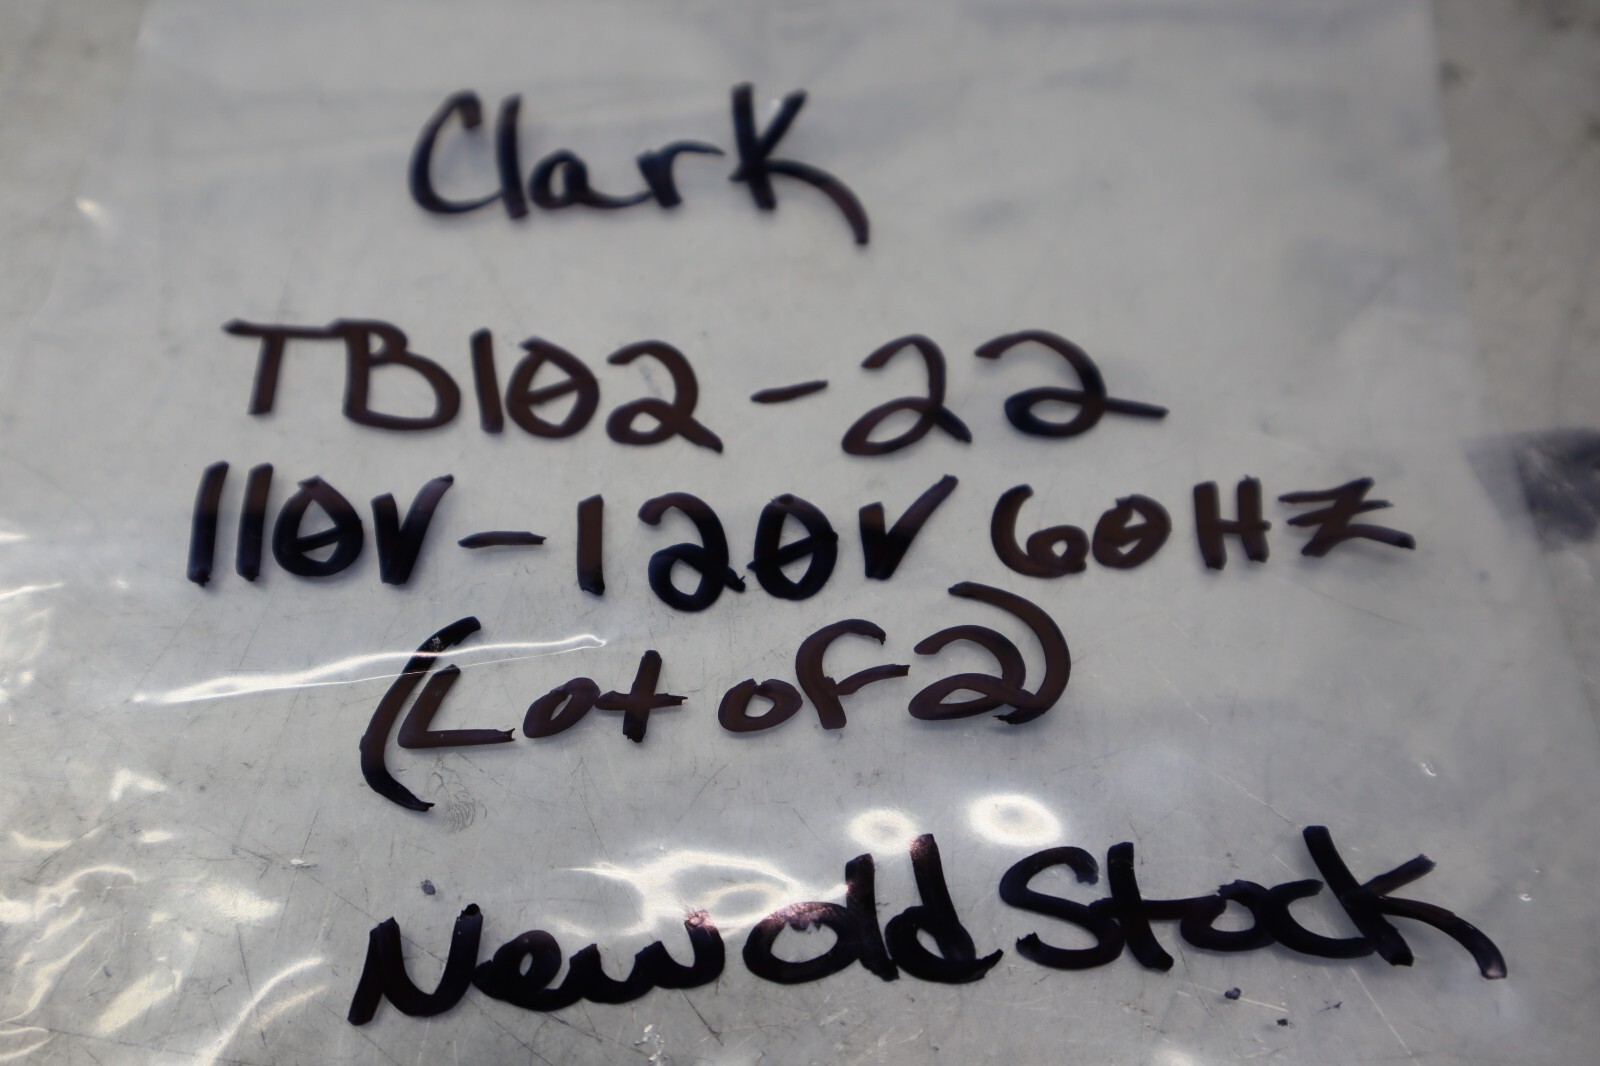 Clark
TB102-22
110V-120V 60HZ
(Lot of 2)
New old Stock